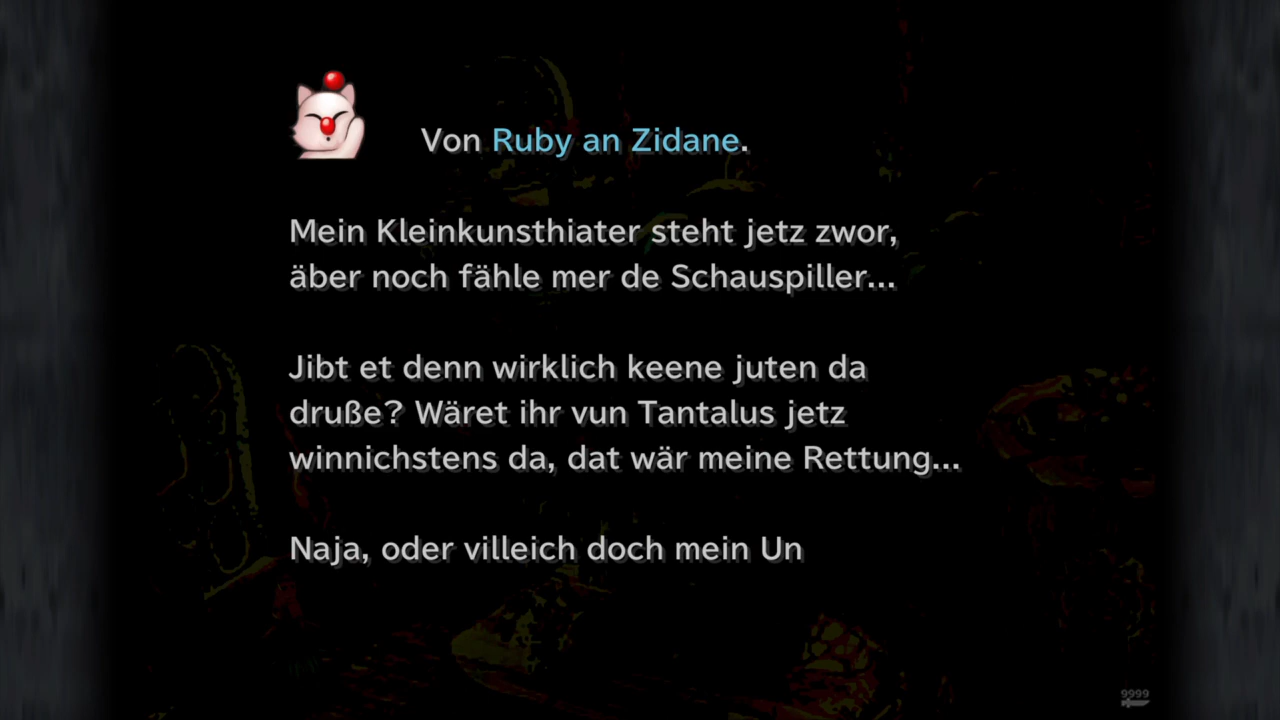 Von Ruby an Zidane.
Mein Kleinkunsthiater steht jetz zwor,
äber noch fähle mer de Schauspiller...
Jibt et denn wirklich keene juten da
druße? Wäret ihr vun Tantalus jetz
winnichstens da, dat wär meine Rettung...
Naja, oder villeich doch mein Un
9999